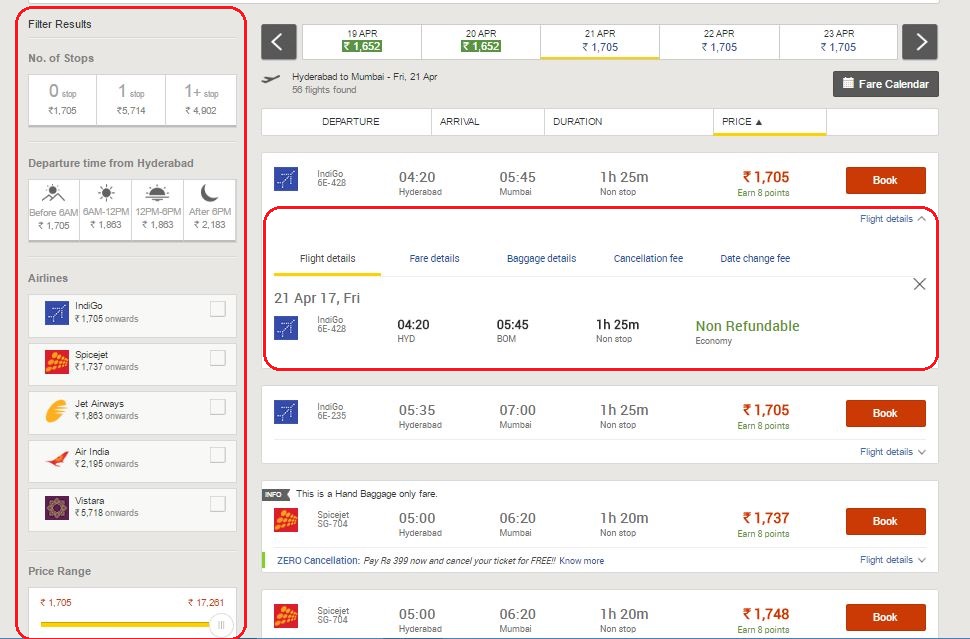 Filter Results
No. of Stops
0 stop
₹1,705
1 stop
₹5,714
1+ stop
₹ 4,902
Departure time from Hyderabad
Before 6AM
₹ 1,705
6AM-12PM
₹ 1,863
12PM-6PM
₹ 1,863
After 6PM
₹ 2,183
Airlines
IndiGo
₹ 1,705 onwards
Spicejet
₹ 1,737 onwards
Jet Airways
₹ 1,863 onwards
Air India
₹ 2,195 onwards
Vistara
₹ 5,718 onwards
Price Range
₹ 1,705 ₹ 17,261
19 APR
₹ 1,652
20 APR
₹ 1,652
21 APR
₹ 1,705
22 APR
₹ 1,705
23 APR
₹ 1,705
Hyderabad to Mumbai - Fri, 21 Apr
56 flights found
Fare Calendar
DEPARTURE ARRIVAL DURATION PRICE ▲
IndiGo
6E-428
04:20
Hyderabad
05:45
Mumbai
1h 25m
Non stop
₹ 1,705
Earn 8 points
Book
Flight details
Flight details Fare details Baggage details Cancellation fee Date change fee
21 Apr 17, Fri
IndiGo
6E-428
04:20
HYD
05:45
BOM
1h 25m
Non stop
Non Refundable
Economy
IndiGo
6E-235
05:35
Hyderabad
07:00
Mumbai
1h 25m
Non stop
₹ 1,705
Earn 8 points
Book
Flight details
INFO This is a Hand Baggage only fare.
Spicejet
SG-704
05:00
Hyderabad
06:20
Mumbai
1h 20m
Non stop
₹ 1,737
Earn 8 points
Book
ZERO Cancellation: Pay Rs 399 now and cancel your ticket for FREE!! Know more
Flight details
Spicejet
SG-704
05:00
Hyderabad
06:20
Mumbai
1h 20m
Non stop
₹ 1,748
Earn 8 points
Book